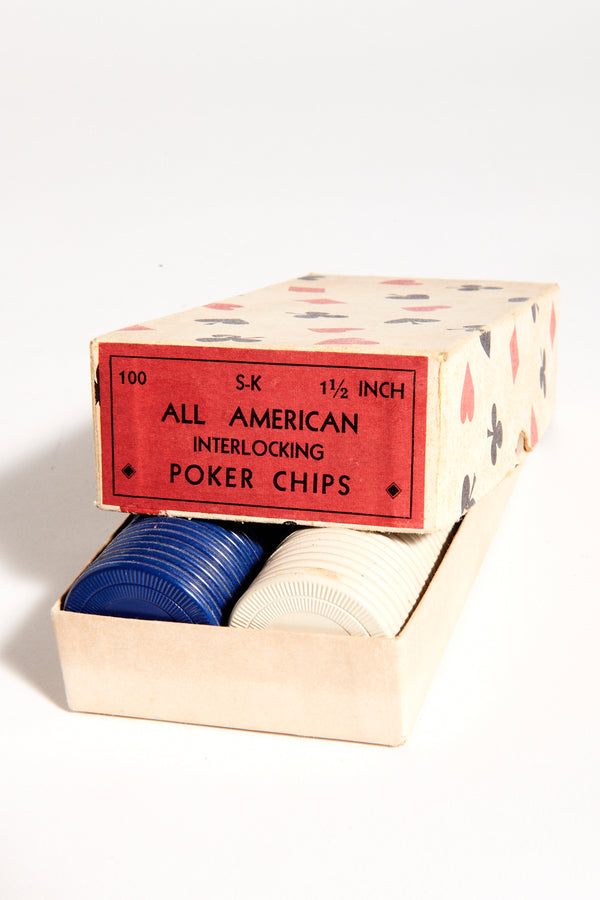 100 S-K 1½ INCH
ALL AMERICAN
INTERLOCKING
POKER CHIPS